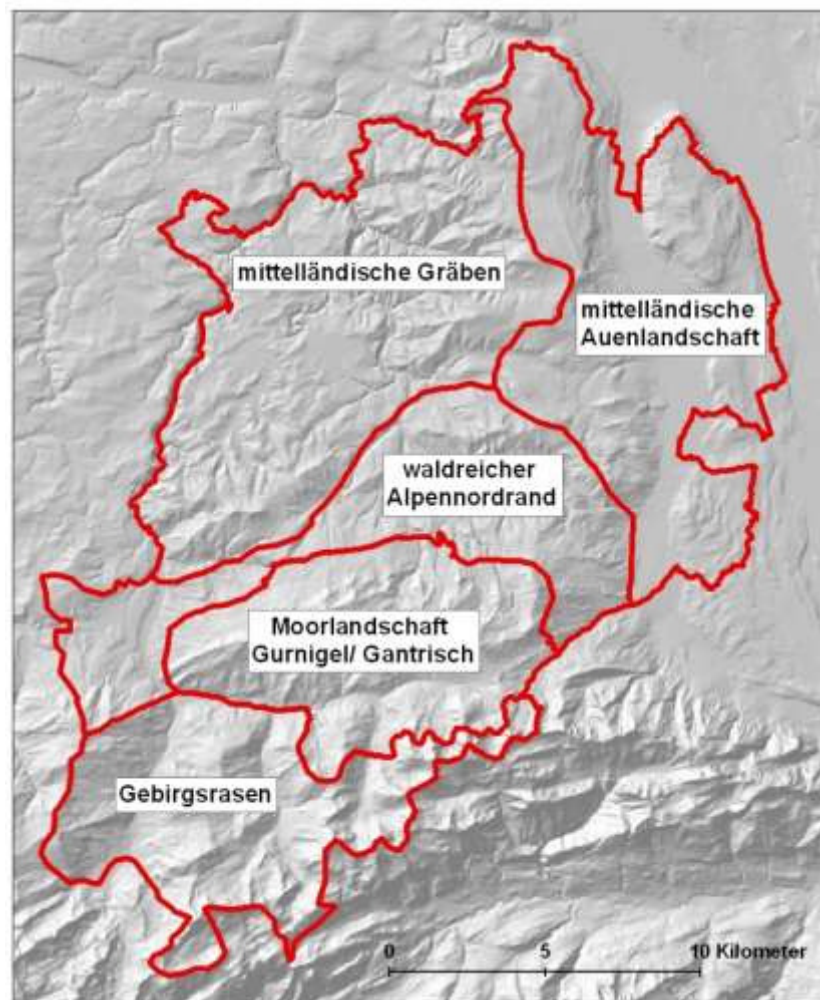 mittelländische Gräben
mittelländische
Auenlandschaft
waldreicher
Alpennordrand
Moorlandschaft
Gurnigel/ Gantrisch
Gebirgsrasen
0 5 10 Kilometer